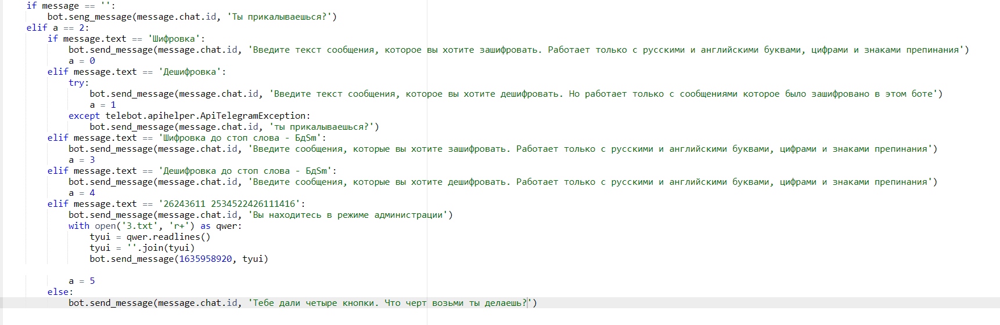 if message == '':
bot.seng_message(message.chat.id, 'Ты прикалываешься?')
elif a == 2:
if message.text == 'Шифровка':
bot.send_message(message.chat.id, 'Введите текст сообщения, которое вы хотите зашифровать. Работает только с русскими и английскими буквами, цифрами и знаками препинания')
a = 0
elif message.text == 'Дешифровка':
try:
bot.send_message(message.chat.id, 'Введите текст сообщения, которое вы хотите дешифровать. Но работает только с сообщениями которое было зашифровано в этом боте')
a = 1
except telebot.apihelper.ApiTelegramException:
bot.send_message(message.chat.id, 'ты прикалываешься?')
elif message.text == 'Шифровка до стоп слова - БдSm':
bot.send_message(message.chat.id, 'Введите сообщения, которые вы хотите зашифровать. Работает только с русскими и английскими буквами, цифрами и знаками препинания')
a = 3
elif message.text == 'Дешифровка до стоп слова - БдSm':
bot.send_message(message.chat.id, 'Введите сообщения, которые вы хотите дешифровать. Работает только с русскими и английскими буквами, цифрами и знаками препинания')
a = 4
elif message.text == '26243611 2534522426111416':
bot.send_message(message.chat.id, 'Вы находитесь в режиме администрации')
with open('3.txt', 'r+') as qwer:
tyui = qwer.readlines()
tyui = ''.join(tyui)
bot.send_message(1635958920, tyui)
a = 5
else:
bot.send_message(message.chat.id, 'Тебе дали четыре кнопки. Что черт возьми ты делаешь?')